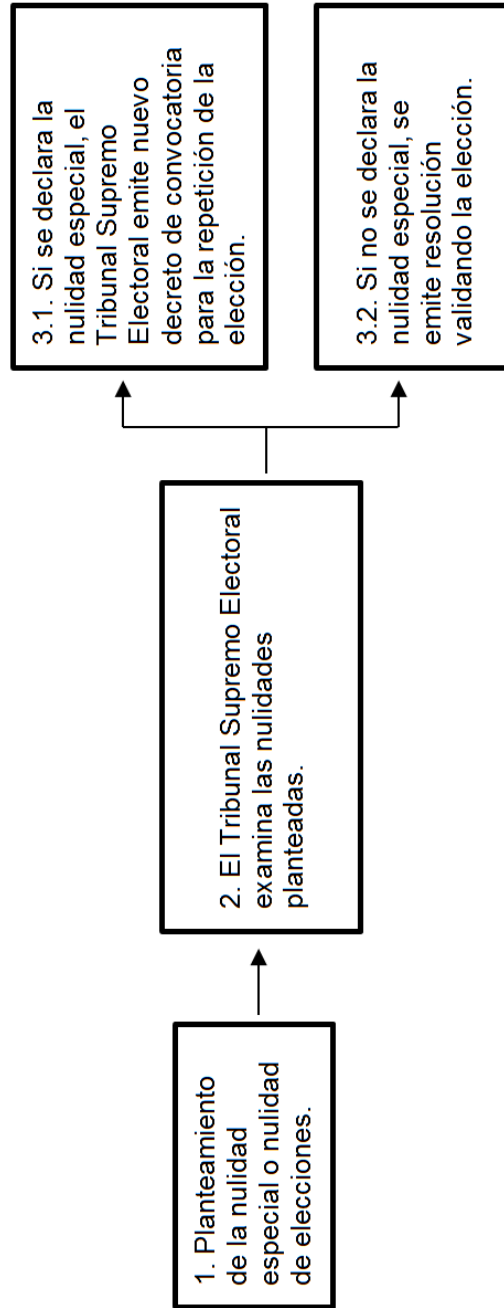 1. Planteamiento
de la nulidad
especial o nulidad
de elecciones.
2. El Tribunal Supremo Electoral
examina las nulidades
planteadas.
3.1. Si se declara la
nulidad especial, el
Tribunal Supremo
Electoral emite nuevo
decreto de convocatoria
para la repetición de la
elección.
3.2. Si no se declara la
nulidad especial, se
emite resolución
validando la elección.